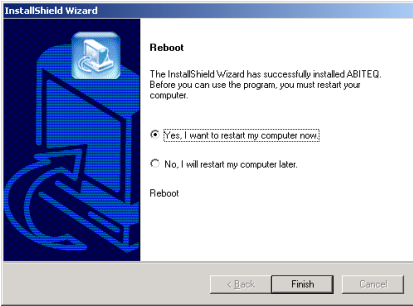 InstallShield Wizard
Reboot
The InstallShield Wizard has successfully installed ABITEQ.
Before you can use the program, you must restart your
computer.
Yes, I want to restart my computer now.
No, I will restart my computer later.
Reboot
< Back Finish Cancel